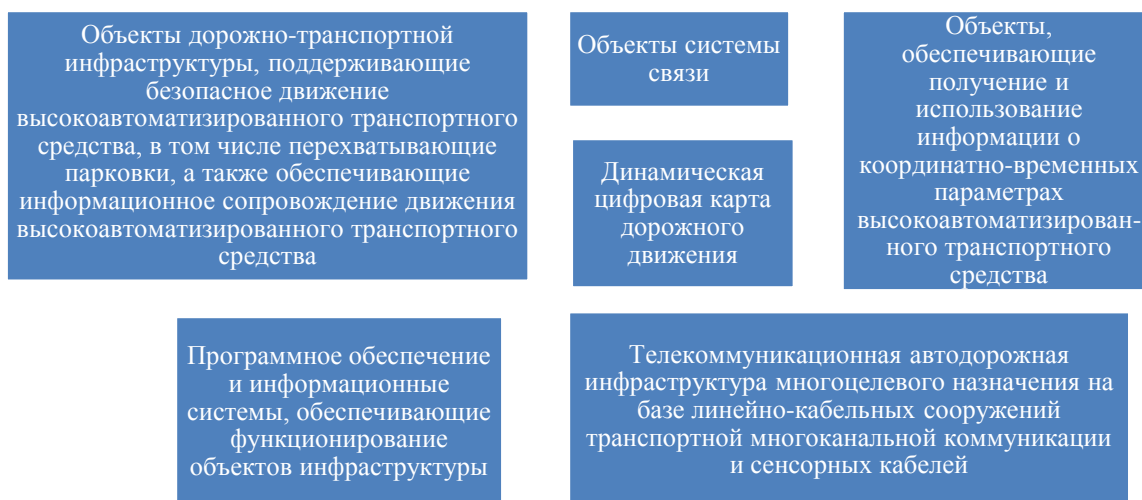 Объекты дорожно-транспортной
инфраструктуры, поддерживающие
безопасное движение
высокоавтоматизированного транспортного
средства, в том числе перехватывающие
парковки, а также обеспечивающие
информационное сопровождение движения
высокоавтоматизированного транспортного
средства
Объекты системы
связи
Динамическая
цифровая карта
дорожного
движения
Объекты,
обеспечивающие
получение и
использование
информации о
координатно-временных
параметрах
высокоавтоматизирован-
ного транспортного
средства
Программное обеспечение
и информационные
системы, обеспечивающие
функционирование
объектов инфраструктуры
Телекоммуникационная автодорожная
инфраструктура многоцелевого назначения на
базе линейно-кабельных сооружений
транспортной многоканальной коммуникации
и сенсорных кабелей